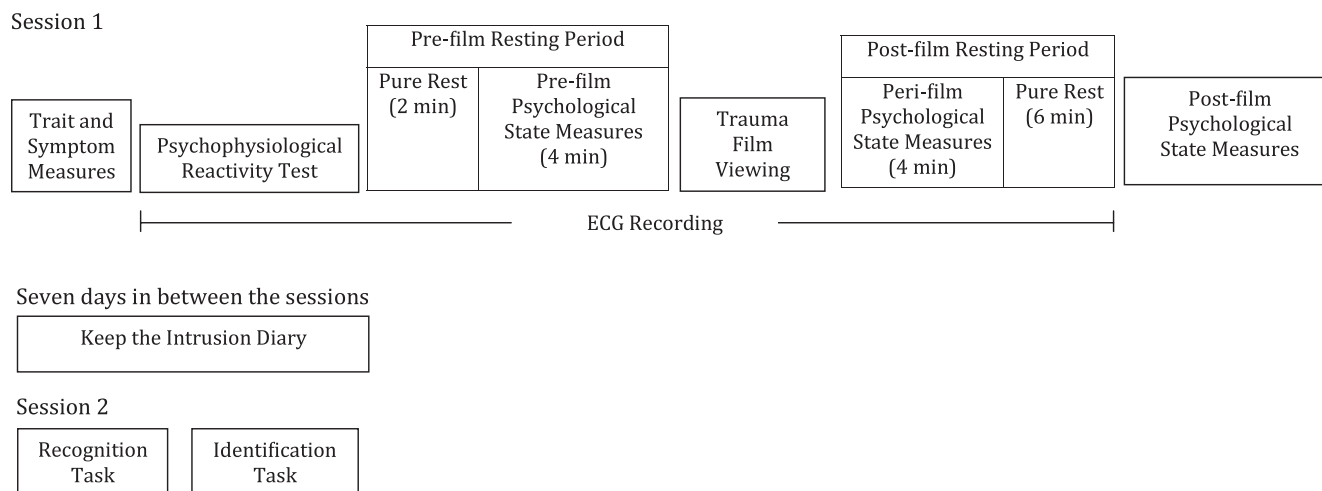 Session 1
Trait and
Symptom
Measures
Psychophysiological
Reactivity Test
Pre-film Resting Period
Pure Rest
(2 min)
Pre-film
Psychological
State Measures
(4 min)
Trauma
Film
Viewing
Post-film Resting Period
Peri-film
Psychological
State Measures
(4 min)
Pure Rest
(6 min)
Post-film
Psychological
State Measures
ECG Recording
Seven days in between the sessions
Keep the Intrusion Diary
Session 2
Recognition
Task
Identification
Task